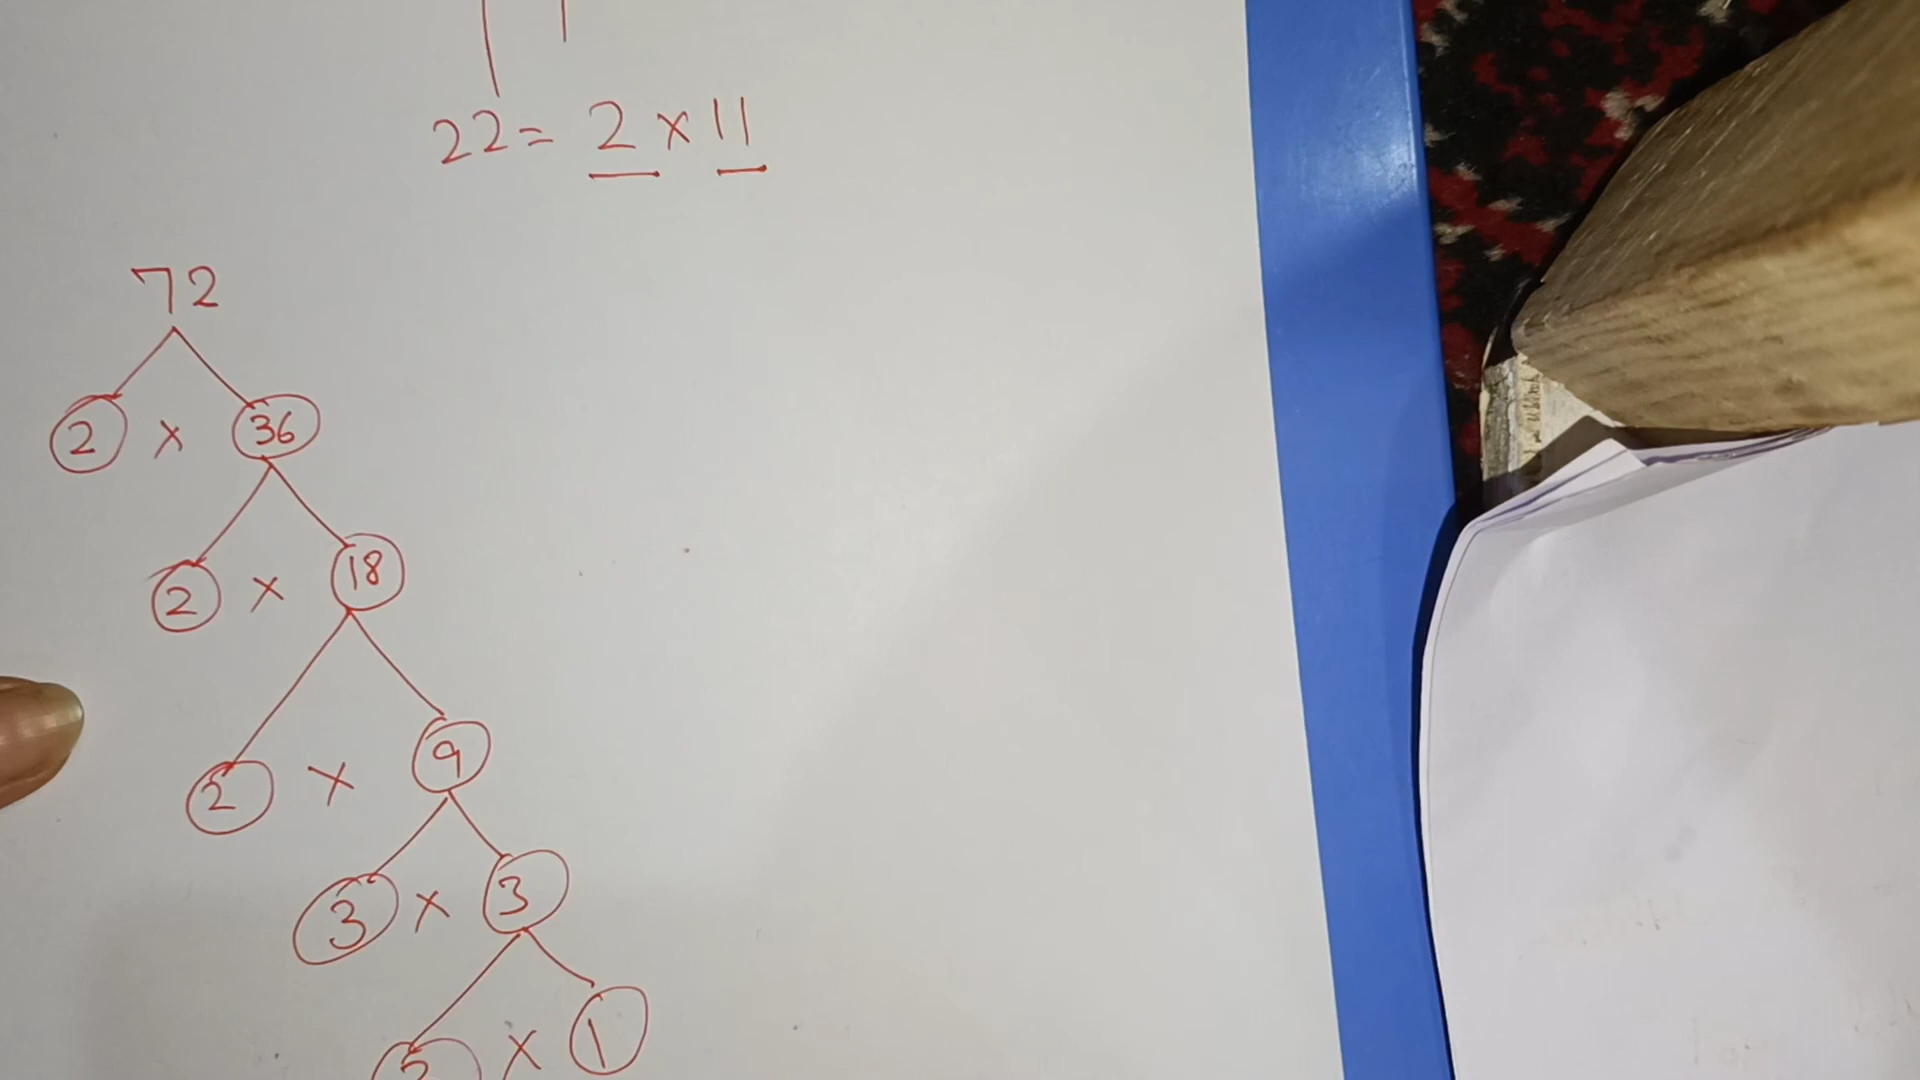 22 = 2 x 11
72
2 x 36
2 x 18
2 x 9
3 x 3
x 1